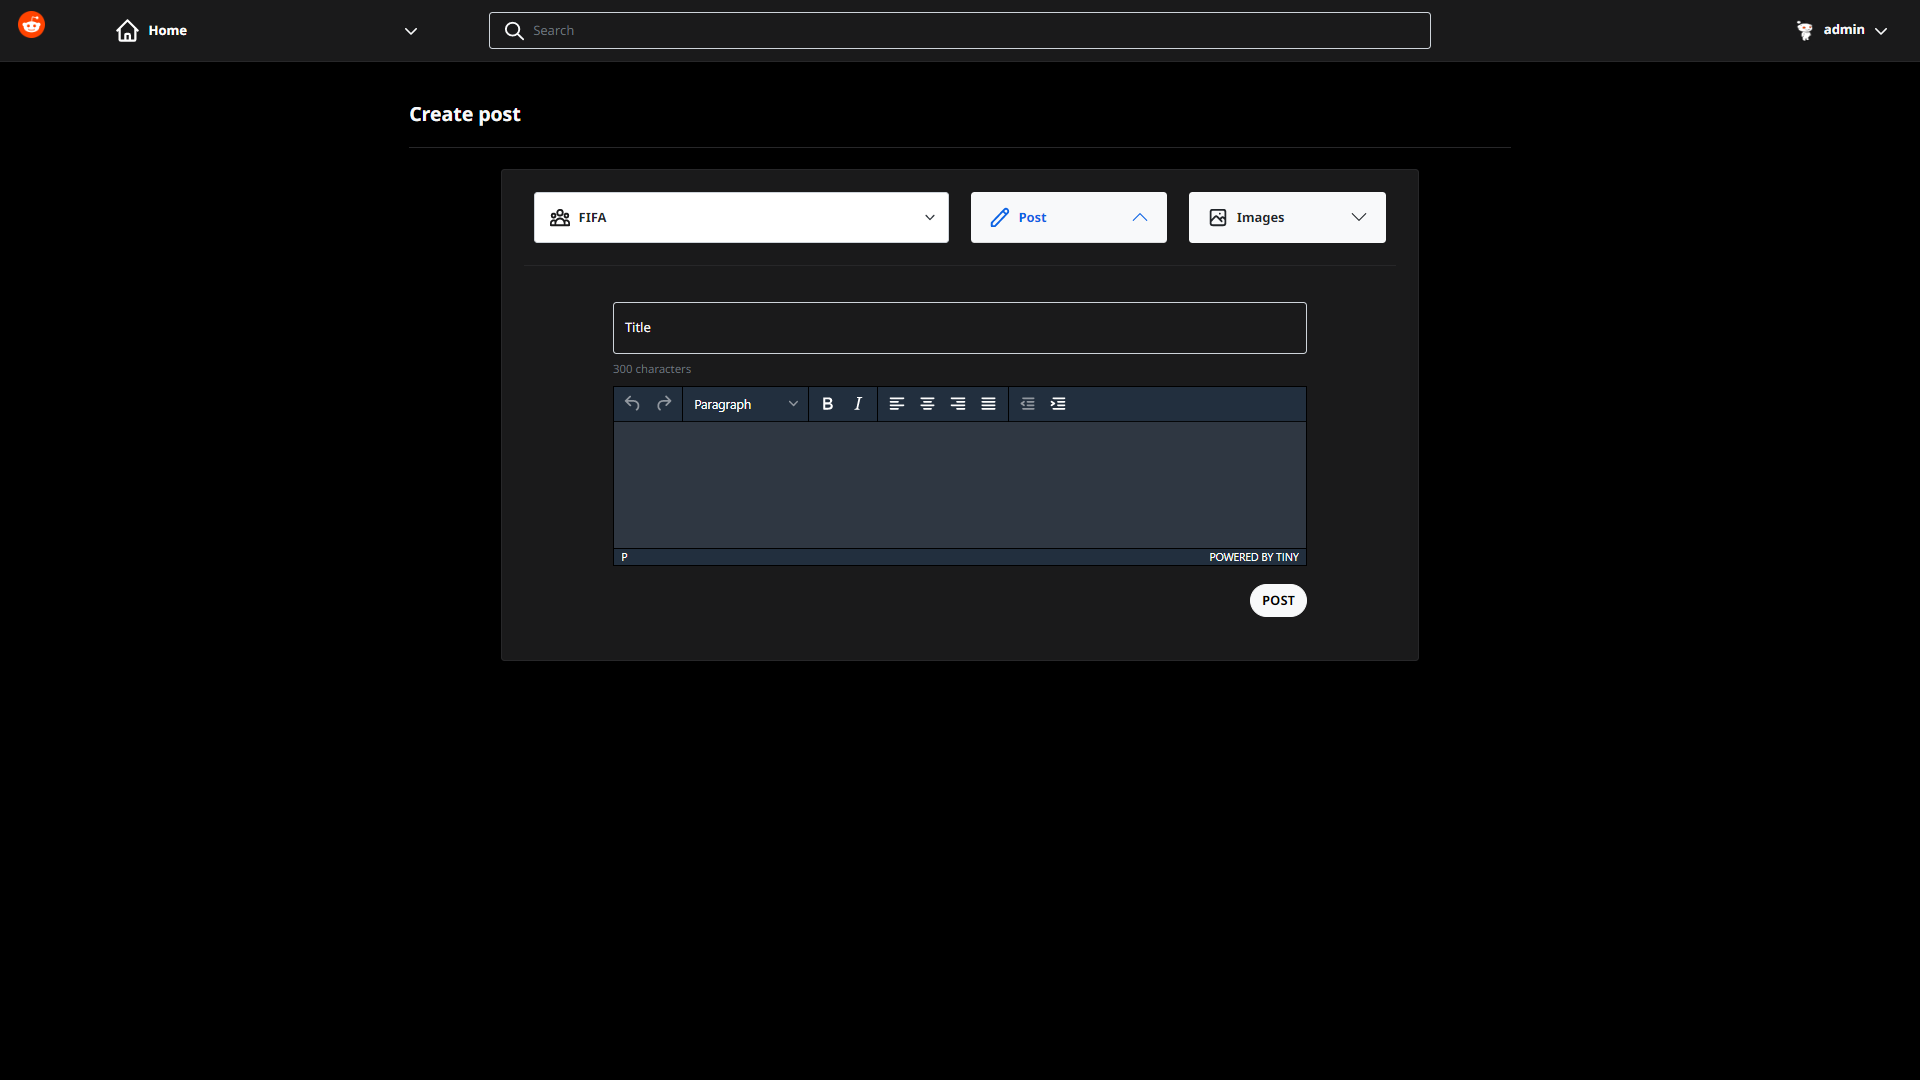 Home
Search
admin
Create post
FIFA
Post
Images
Title
300 characters
Paragraph
B I
P
POWERED BY TINY
POST